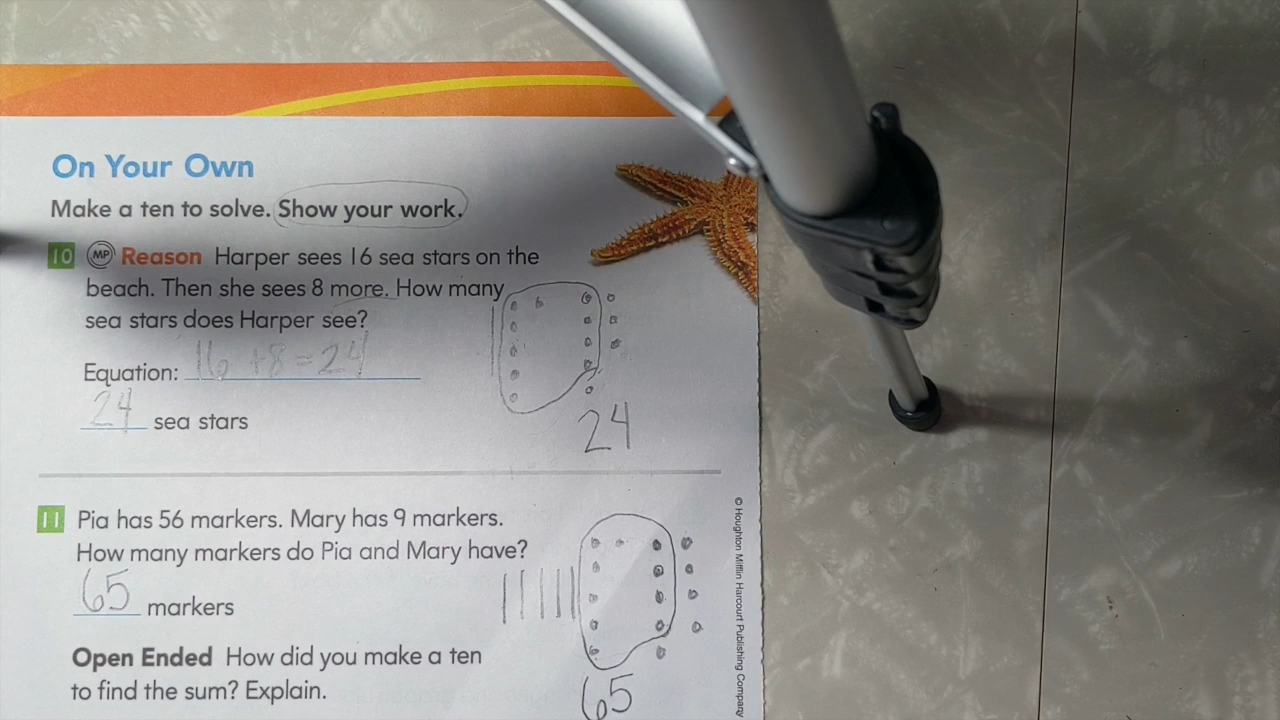 On Your Own
Make a ten to solve. Show your work.
10 MP Reason Harper sees 16 sea stars on the
beach. Then she sees 8 more. How many
sea stars does Harper see?
Equation: 16 + 8 = 24
24 sea stars
24
11 Pia has 56 markers. Mary has 9 markers.
How many markers do Pia and Mary have?
65 markers
Open Ended How did you make a ten
to find the sum? Explain.
65
© Houghton Mifflin Harcourt Publishing Company